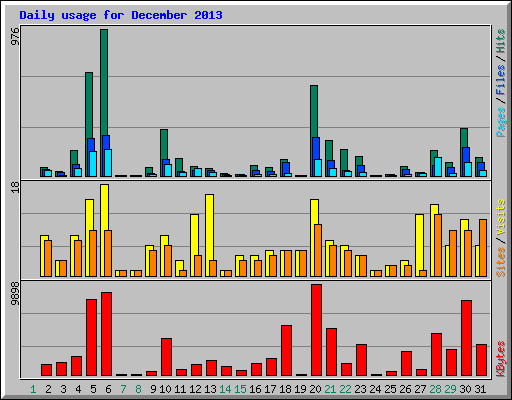 Daily usage for December 2013
976
Pages / Files / Hits
18
Sites / Visits
9898
KBytes
1 2 3 4 5 6 7 8 9 10 11 12 13 14 15 16 17 18 19 20 21 22 23 24 25 26 27 28 29 30 31